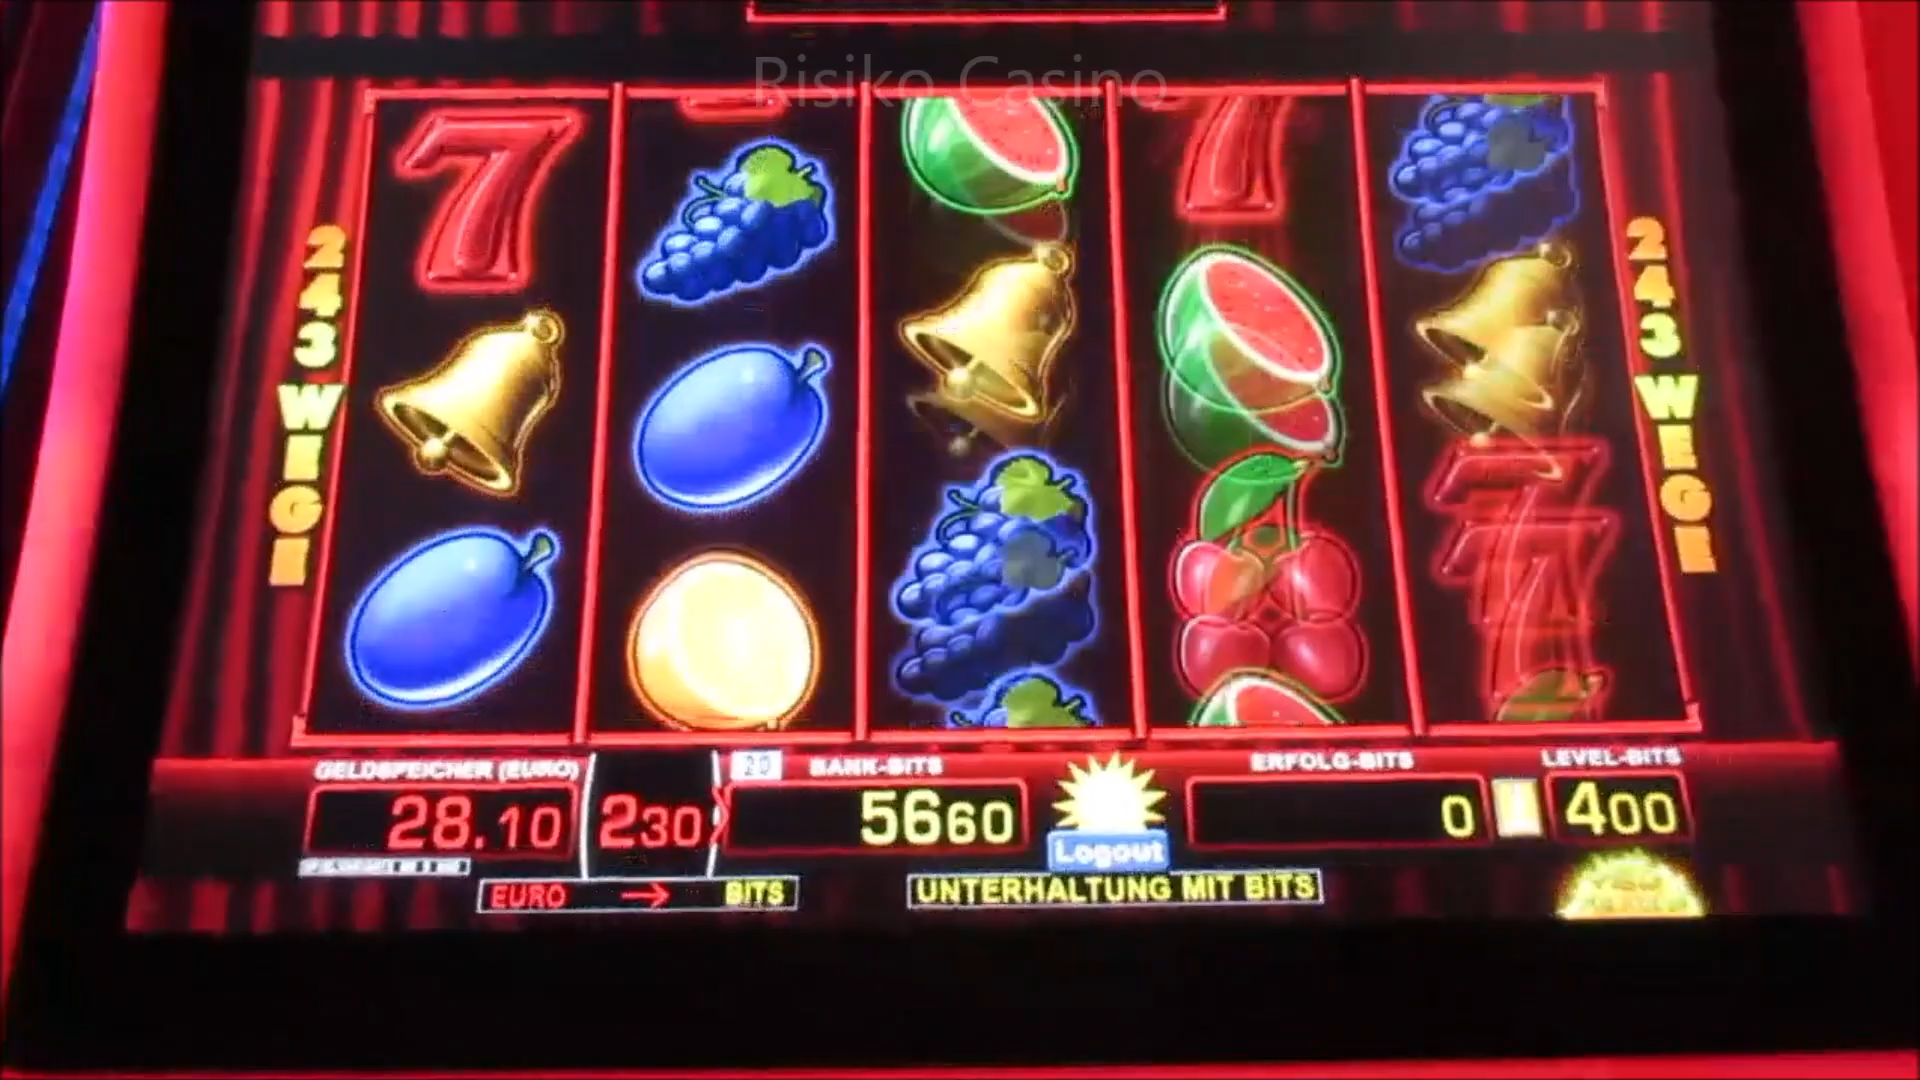 Risiko Casino
243 WEGE
243 WEGE
GELDSPEICHER (EURO)
20
BANK-BITS
ERFOLG-BITS
LEVEL-BITS
28.10
230
5660
0
400
Logout
EURO → BITS
UNTERHALTUNG MIT BITS